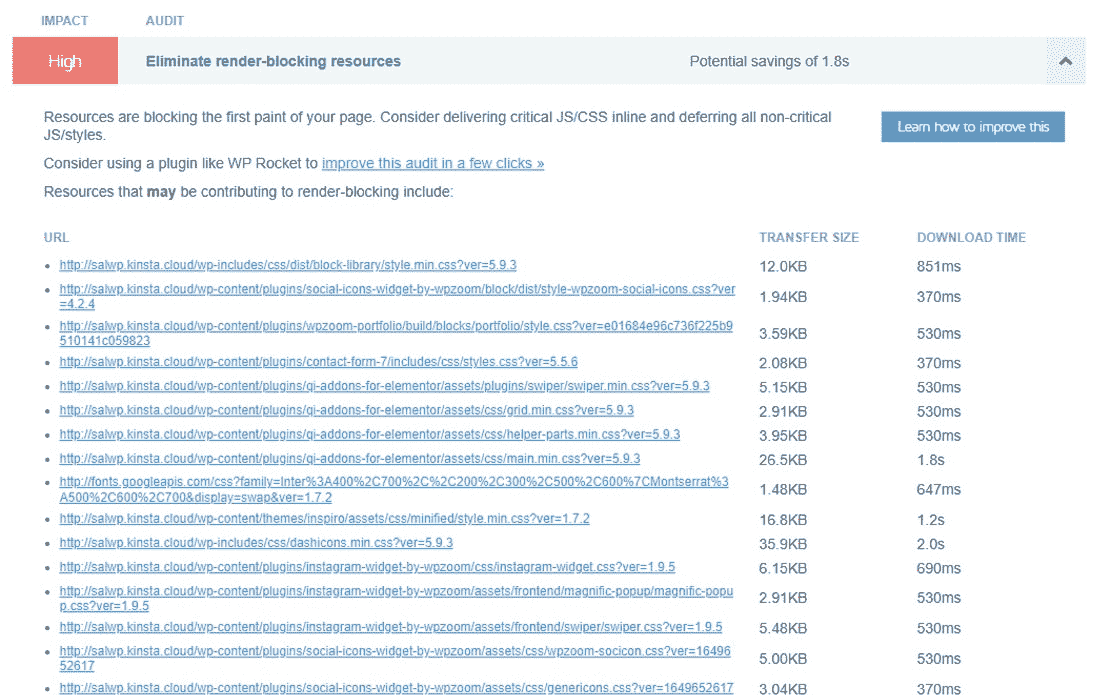 IMPACT AUDIT
High Eliminate render-blocking resources Potential savings of 1.8s
Resources are blocking the first paint of your page. Consider delivering critical JS/CSS inline and deferring all non-critical
JS/styles.
Learn how to improve this
Consider using a plugin like WP Rocket to improve this audit in a few clicks »
Resources that may be contributing to render-blocking include:
URL TRANSFER SIZE DOWNLOAD TIME
• http://salwp.kinsta.cloud/wp-includes/css/dist/block-library/style.min.css?ver=5.9.3 12.0KB 851ms
• http://salwp.kinsta.cloud/wp-content/plugins/social-icons-widget-by-wpzoom/block/dist/style-wpzoom-social-icons.css?ver
=4.2.4 1.94KB 370ms
• http://salwp.kinsta.cloud/wp-content/plugins/wpzoom-portfolio/build/blocks/portfolio/style.css?ver=e01684e96c736f225b9
510141c059823 3.59KB 530ms
• http://salwp.kinsta.cloud/wp-content/plugins/contact-form-7/includes/css/styles.css?ver=5.5.6 2.08KB 370ms
• http://salwp.kinsta.cloud/wp-content/plugins/qi-addons-for-elementor/assets/plugins/swiper/swiper.min.css?ver=5.9.3 5.15KB 530ms
• http://salwp.kinsta.cloud/wp-content/plugins/qi-addons-for-elementor/assets/css/grid.min.css?ver=5.9.3 2.91KB 530ms
• http://salwp.kinsta.cloud/wp-content/plugins/qi-addons-for-elementor/assets/css/helper-parts.min.css?ver=5.9.3 3.95KB 530ms
• http://salwp.kinsta.cloud/wp-content/plugins/qi-addons-for-elementor/assets/css/main.min.css?ver=5.9.3 26.5KB 1.8s
• http://fonts.googleapis.com/css?family=Inter%3A400%2C700%2C%2C200%2C300%2C500%2C600%7CMontserrat%3
A500%2C600%2C700&display=swap&ver=1.7.2 1.48KB 647ms
• http://salwp.kinsta.cloud/wp-content/themes/inspiro/assets/css/minified/style.min.css?ver=1.7.2 16.8KB 1.2s
• http://salwp.kinsta.cloud/wp-includes/css/dashicons.min.css?ver=5.9.3 35.9KB 2.0s
• http://salwp.kinsta.cloud/wp-content/plugins/instagram-widget-by-wpzoom/css/instagram-widget.css?ver=1.9.5 6.15KB 690ms
• http://salwp.kinsta.cloud/wp-content/plugins/instagram-widget-by-wpzoom/assets/frontend/magnific-popup/magnific-popu
p.css?ver=1.9.5 2.91KB 530ms
• http://salwp.kinsta.cloud/wp-content/plugins/instagram-widget-by-wpzoom/assets/frontend/swiper/swiper.css?ver=1.9.5 5.48KB 530ms
• http://salwp.kinsta.cloud/wp-content/plugins/social-icons-widget-by-wpzoom/assets/css/wpzoom-socicon.css?ver=16496
52617 5.00KB 530ms
• http://salwp.kinsta.cloud/wp-content/plugins/social-icons-widget-by-wpzoom/assets/css/genericons.css?ver=1649652617 3.04KB 370ms